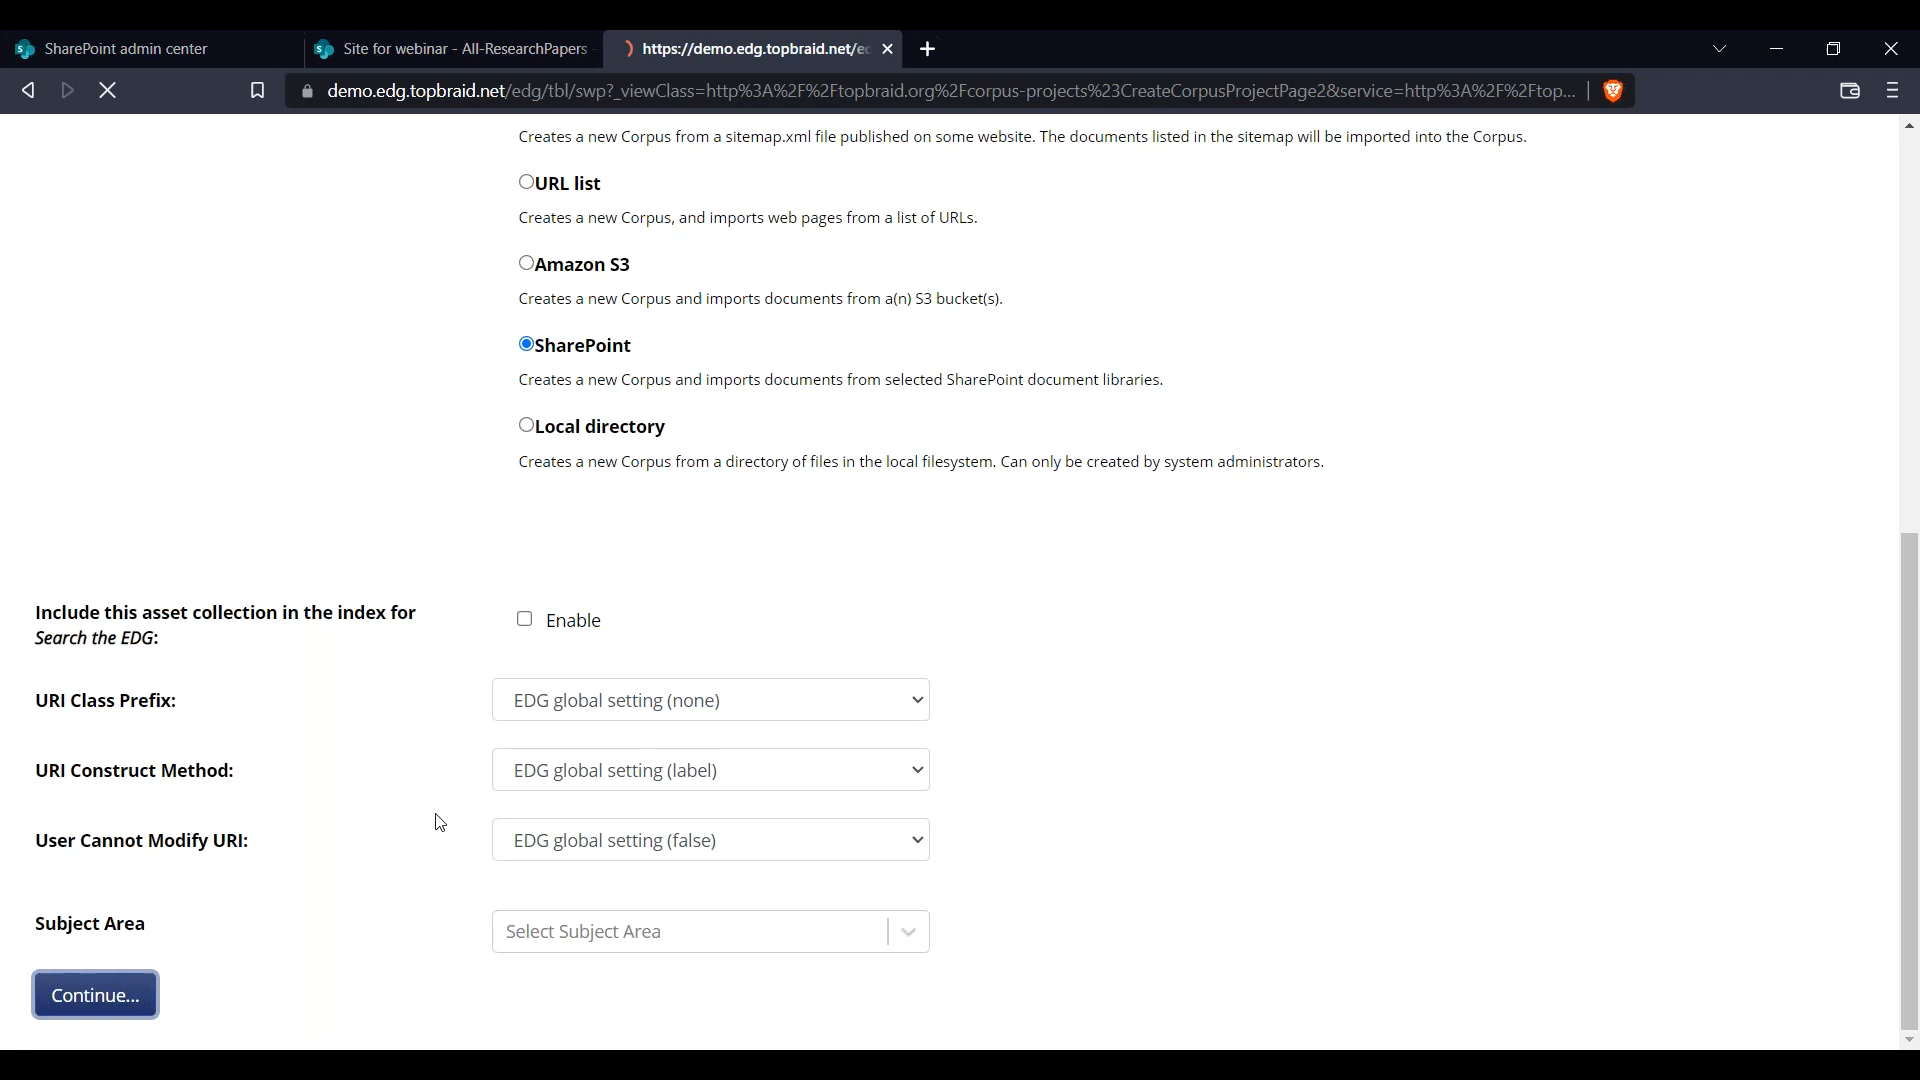 SharePoint admin center
Site for webinar - All-ResearchPapers -
https://demo.edg.topbraid.net/ec
demo.edg.topbraid.net/edg/tbl/swp?_viewClass=http%3A%2F%2Ftopbraid.org%2Fcorpus-projects%23CreateCorpusProjectPage2&service=http%3A%2F%2Ftop...
Creates a new Corpus from a sitemap.xml file published on some website. The documents listed in the sitemap will be imported into the Corpus.
URL list
Creates a new Corpus, and imports web pages from a list of URLs.
Amazon S3
Creates a new Corpus and imports documents from a(n) S3 bucket(s).
SharePoint
Creates a new Corpus and imports documents from selected SharePoint document libraries.
Local directory
Creates a new Corpus from a directory of files in the local filesystem. Can only be created by system administrators.
Include this asset collection in the index for
Search the EDG:
Enable
URI Class Prefix:
EDG global setting (none)
URI Construct Method:
EDG global setting (label)
User Cannot Modify URI:
EDG global setting (false)
Subject Area
Select Subject Area
Continue...